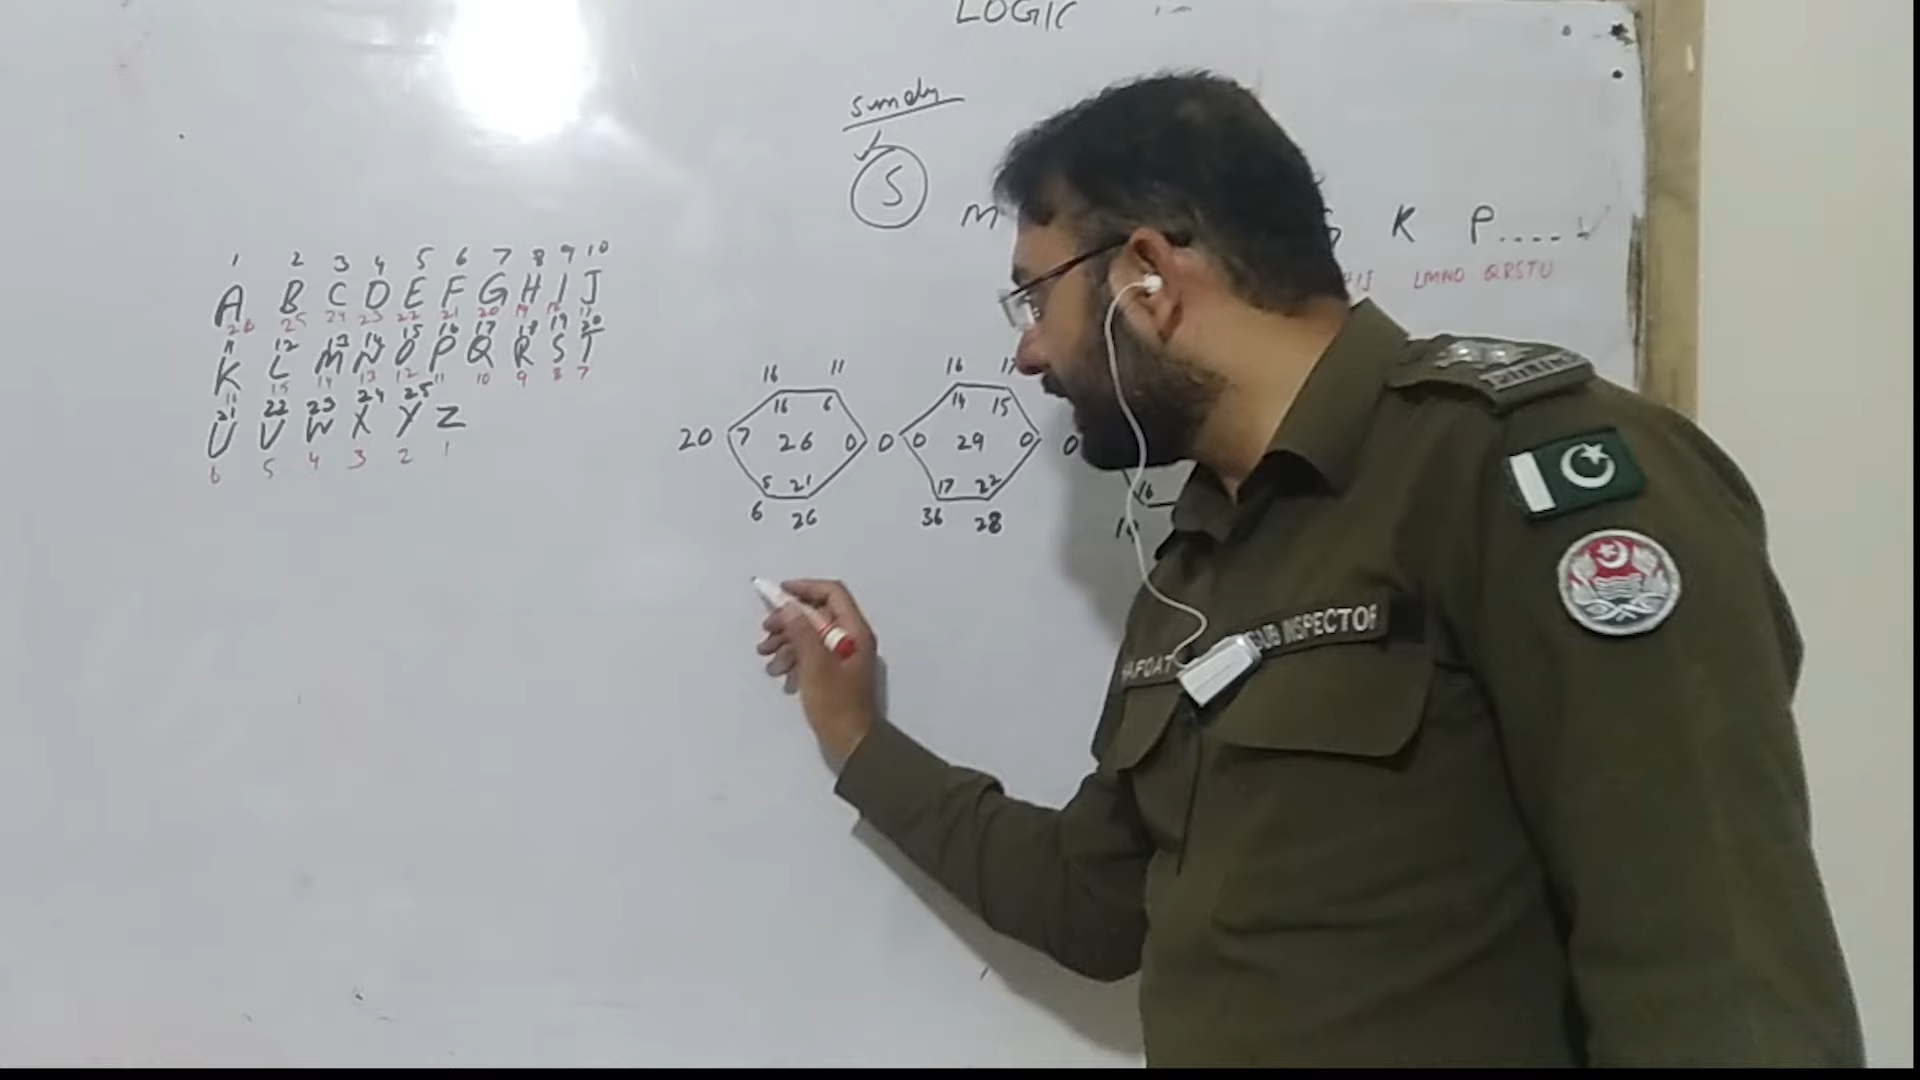 LOGIC
S
M
K P....
LMNO QRSTU
1 2 3 4 5 6 7 8 9 10
A B C D E F G H I J
26 25 24 23 22 21 20 19 18 17
11 12 13 14 15 16 17 18 19 20
K L M N O P Q R S T
16 15 14 13 12 11 10 9 8 7
21 22 23 24 25
U V W X Y Z
6 5 4 3 2 1
16 11 16
16 6 14 15
20 7 26 0 0 0 29 0 0
5 21 17 22 16
6 26 36 28
SUB INSPECTOR